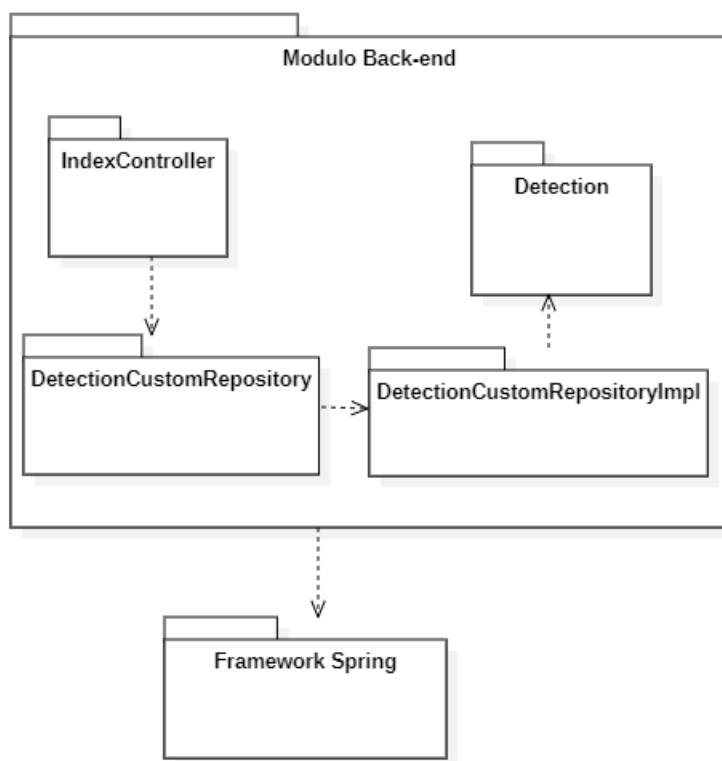 Modulo Back-end
IndexController
Detection
DetectionCustomRepository
DetectionCustomRepositoryImpl
Framework Spring